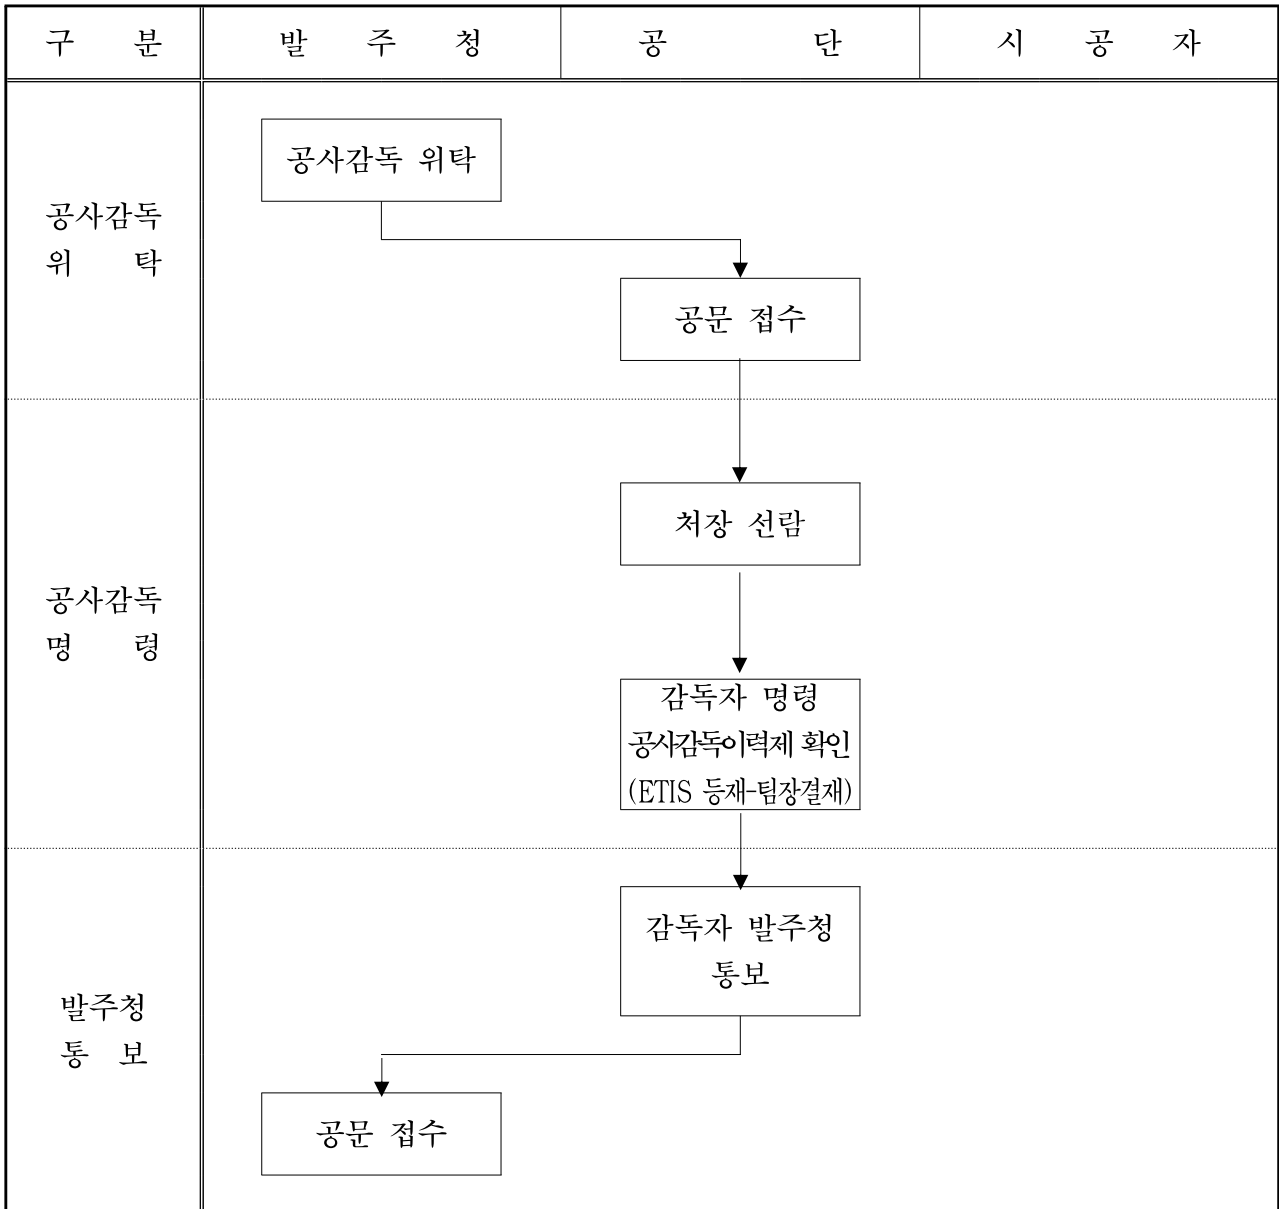 구 분
발 주 청
공 단
시 공 자
공사감독
위 탁
공사감독 위탁
공문 접수
공사감독
명 령
처장 선람
감독자 명령
공사감독이력제 확인
(ETIS 등재-팀장결재)
발주청
통 보
감독자 발주청
통보
공문 접수